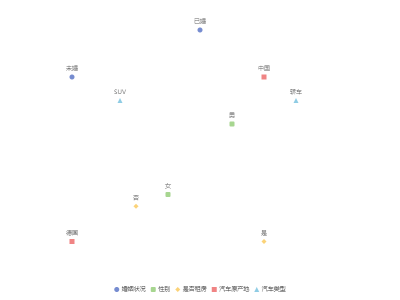 已婚
未婚
中国
SUV
轿车
男
女
否
德国
是
婚姻状况 性别 是否租房 汽车原产地 汽车类型